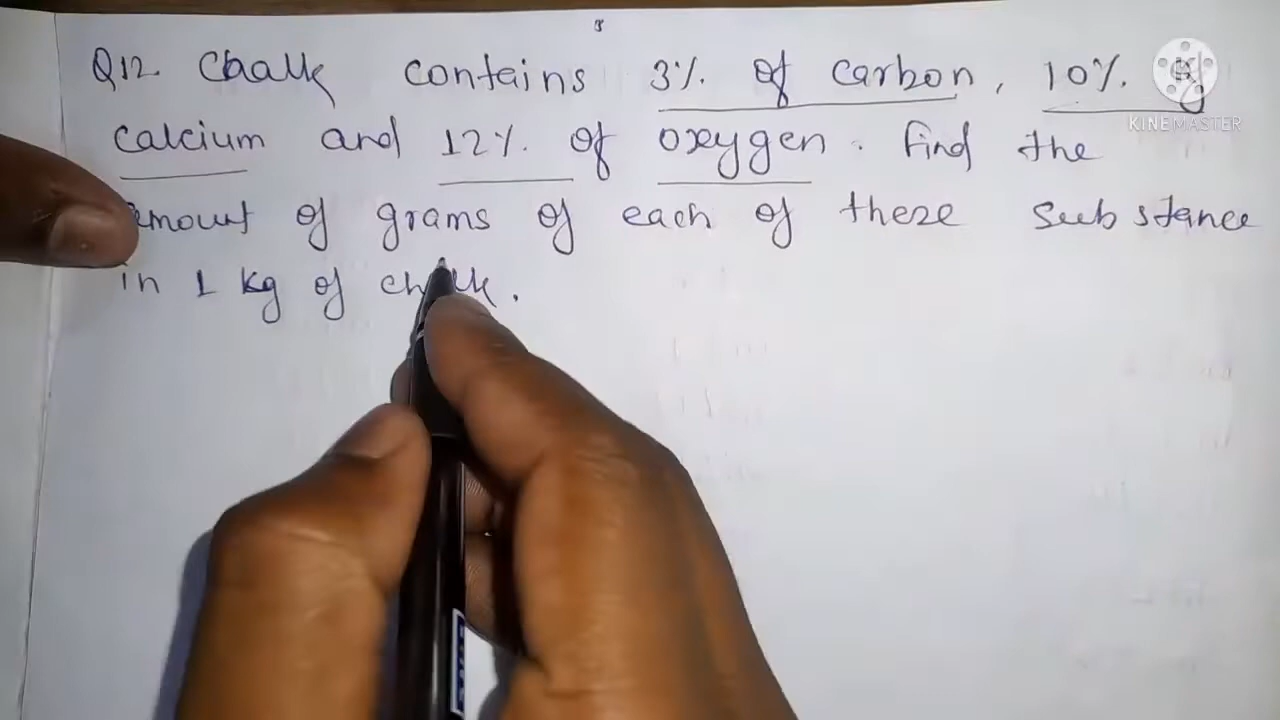 Q12 Chalk contains 3% of carbon, 10% of
calcium and 12% of oxygen. Find the
amount of grams of each of these substance
in 1 kg of chalk.
KINEMASTER